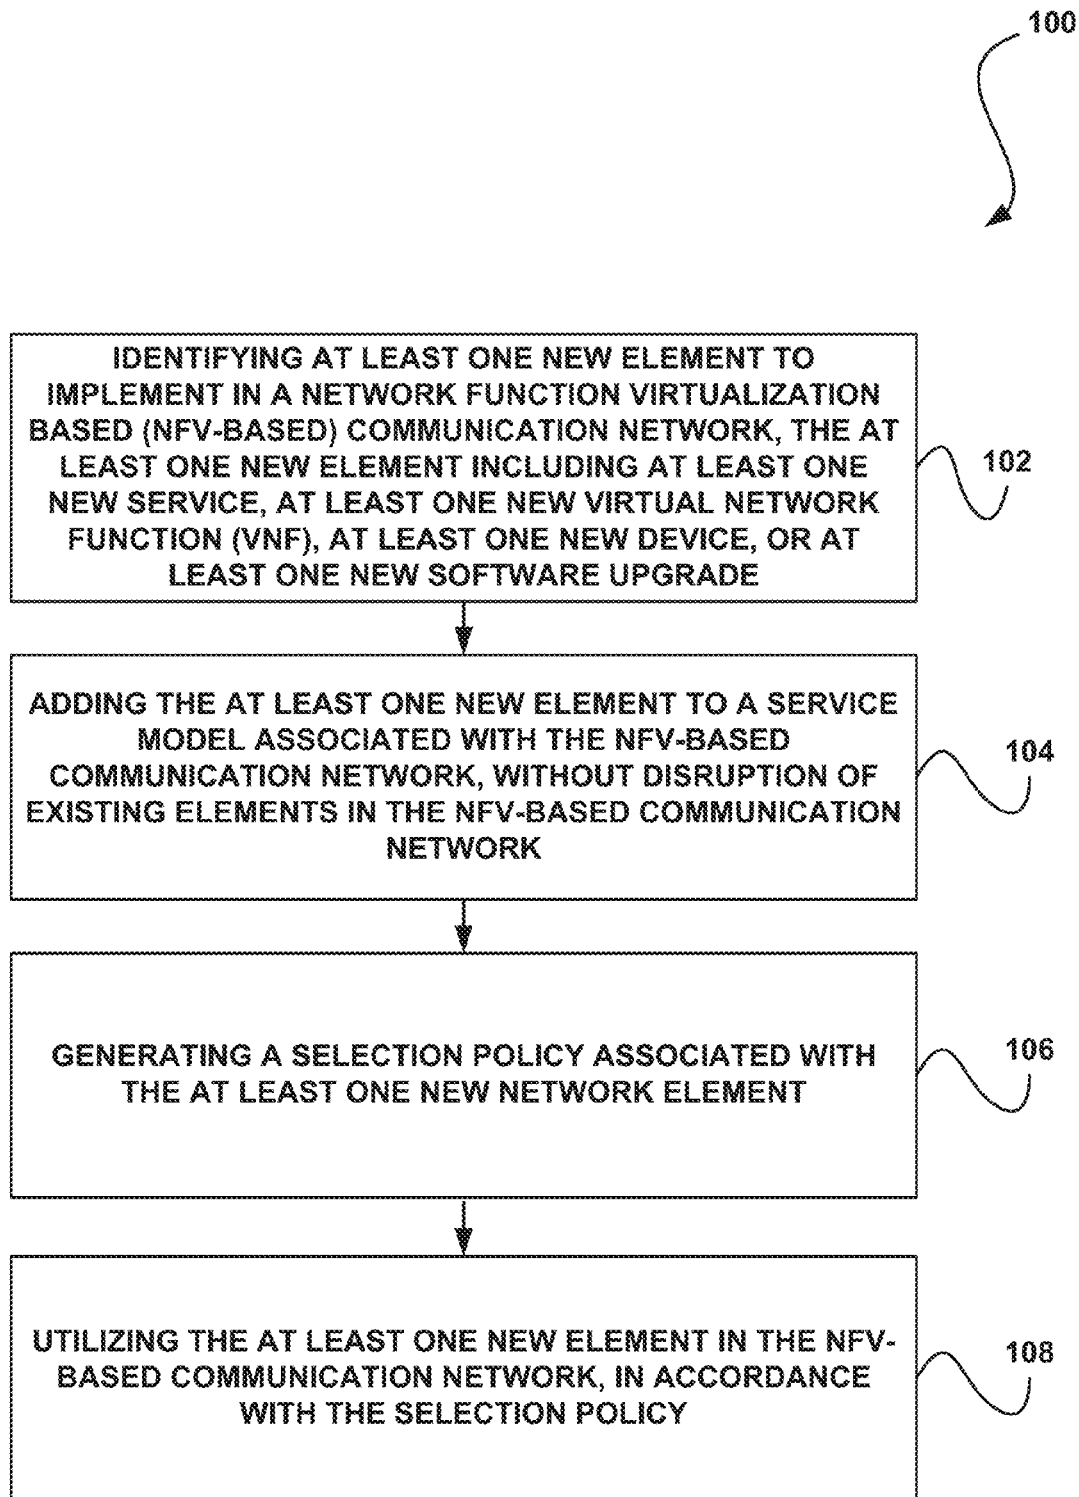 100
IDENTIFYING AT LEAST ONE NEW ELEMENT TO
IMPLEMENT IN A NETWORK FUNCTION VIRTUALIZATION
BASED (NFV-BASED) COMMUNICATION NETWORK, THE AT
LEAST ONE NEW ELEMENT INCLUDING AT LEAST ONE
NEW SERVICE, AT LEAST ONE NEW VIRTUAL NETWORK
FUNCTION (VNF), AT LEAST ONE NEW DEVICE, OR AT
LEAST ONE NEW SOFTWARE UPGRADE
102
ADDING THE AT LEAST ONE NEW ELEMENT TO A SERVICE
MODEL ASSOCIATED WITH THE NFV-BASED
COMMUNICATION NETWORK, WITHOUT DISRUPTION OF
EXISTING ELEMENTS IN THE NFV-BASED COMMUNICATION
NETWORK
104
GENERATING A SELECTION POLICY ASSOCIATED WITH
THE AT LEAST ONE NEW NETWORK ELEMENT
106
UTILIZING THE AT LEAST ONE NEW ELEMENT IN THE NFV-
BASED COMMUNICATION NETWORK, IN ACCORDANCE
WITH THE SELECTION POLICY
108